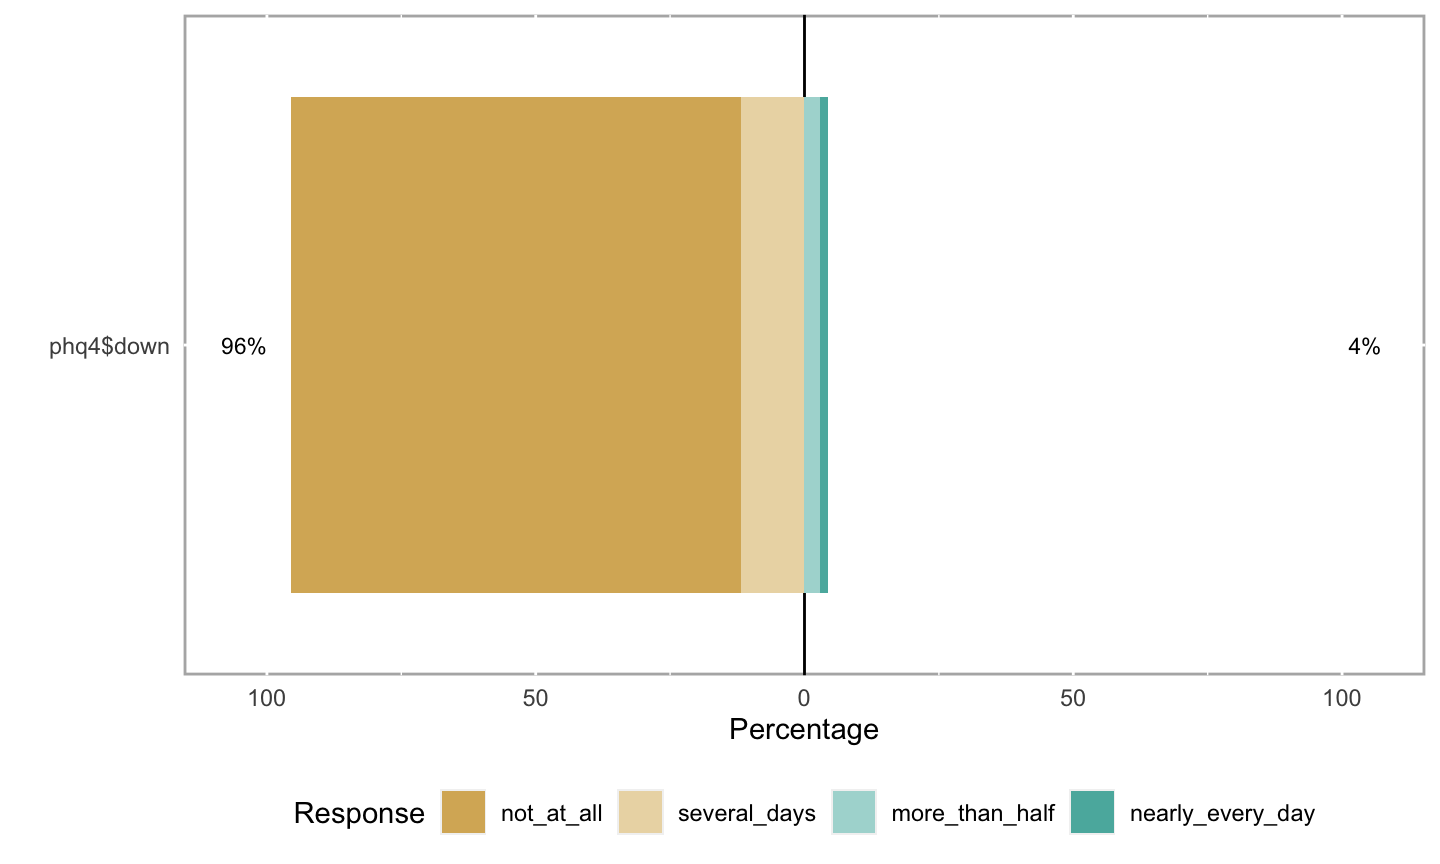 phq4$down 96% 4%
100 50 0 50 100
Percentage
Response not_at_all several_days more_than_half nearly_every_day